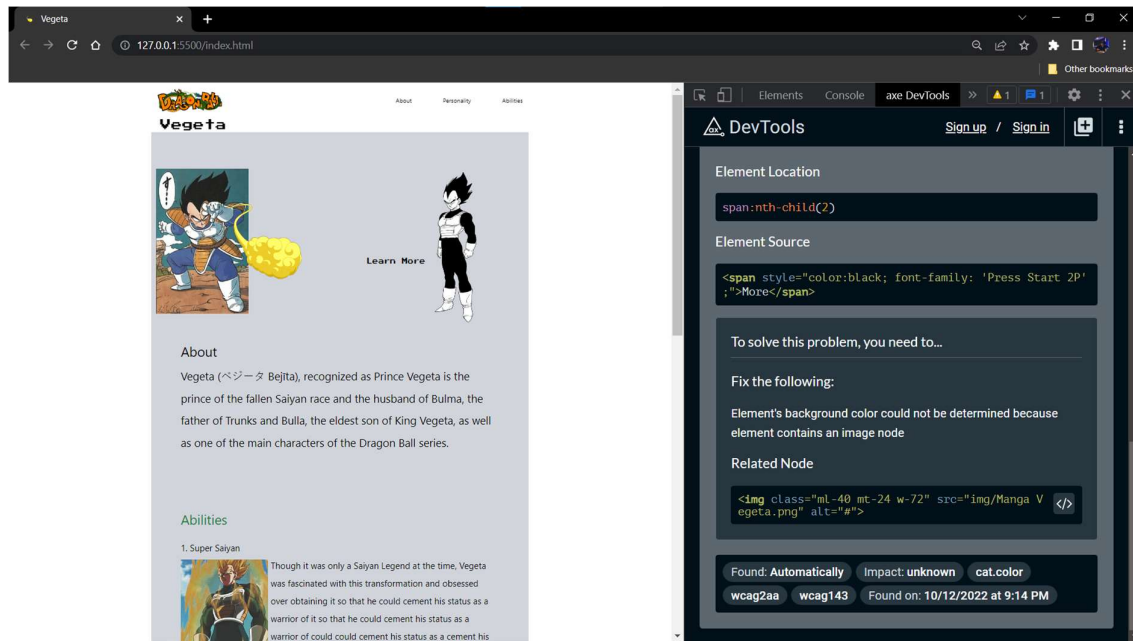 Vegeta
127.0.0.1:5500/index.html
Other bookmarks
DRAGON BALL
Vegeta
About Personality Abilities
す…
Learn More
About
Vegeta (ベジータ Bejīta), recognized as Prince Vegeta is the
prince of the fallen Saiyan race and the husband of Bulma, the
father of Trunks and Bulla, the eldest son of King Vegeta, as well
as one of the main characters of the Dragon Ball series.
Abilities
1. Super Saiyan
Though it was only a Saiyan Legend at the time, Vegeta
was fascinated with this transformation and obsessed
over obtaining it so that he could cement his status as a
warrior of it so that he could cement his status as a
warrior of could could cement his status as a cement his
Elements Console axe DevTools » 1 1
ax DevTools Sign up / Sign in
Element Location
span:nth-child(2)
Element Source
<span style="color:black; font-family: 'Press Start 2P'
;">More</span>
To solve this problem, you need to...
Fix the following:
Element's background color could not be determined because
element contains an image node
Related Node
<img class="ml-40 mt-24 w-72" src="img/Manga V
egeta.png" alt="#">
</>
Found: Automatically Impact: unknown cat.color
wcag2aa wcag143 Found on: 10/12/2022 at 9:14 PM